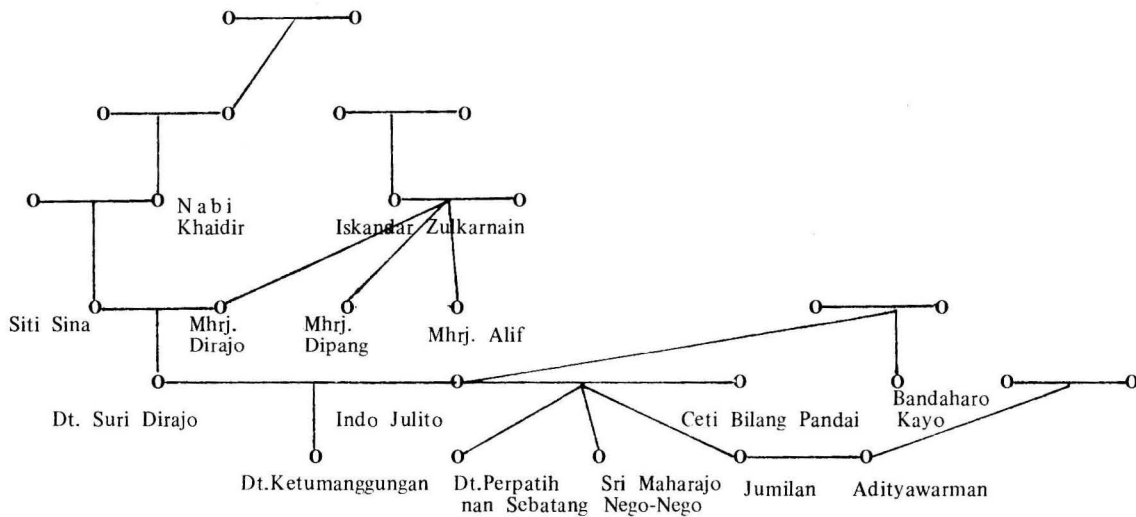 Nabi
Khaidir
Iskandar Zulkarnain
Siti Sina
Mhrj.
Dirajo
Mhrj.
Dipang
Mhrj. Alif
Dt. Suri Dirajo
Indo Julito
Ceti Bilang Pandai
Bandaharo
Kayo
Dt.Ketumanggungan
Dt.Perpatih
nan Sebatang
Sri Maharajo
Nego-Nego
Jumilan
Adityawarman